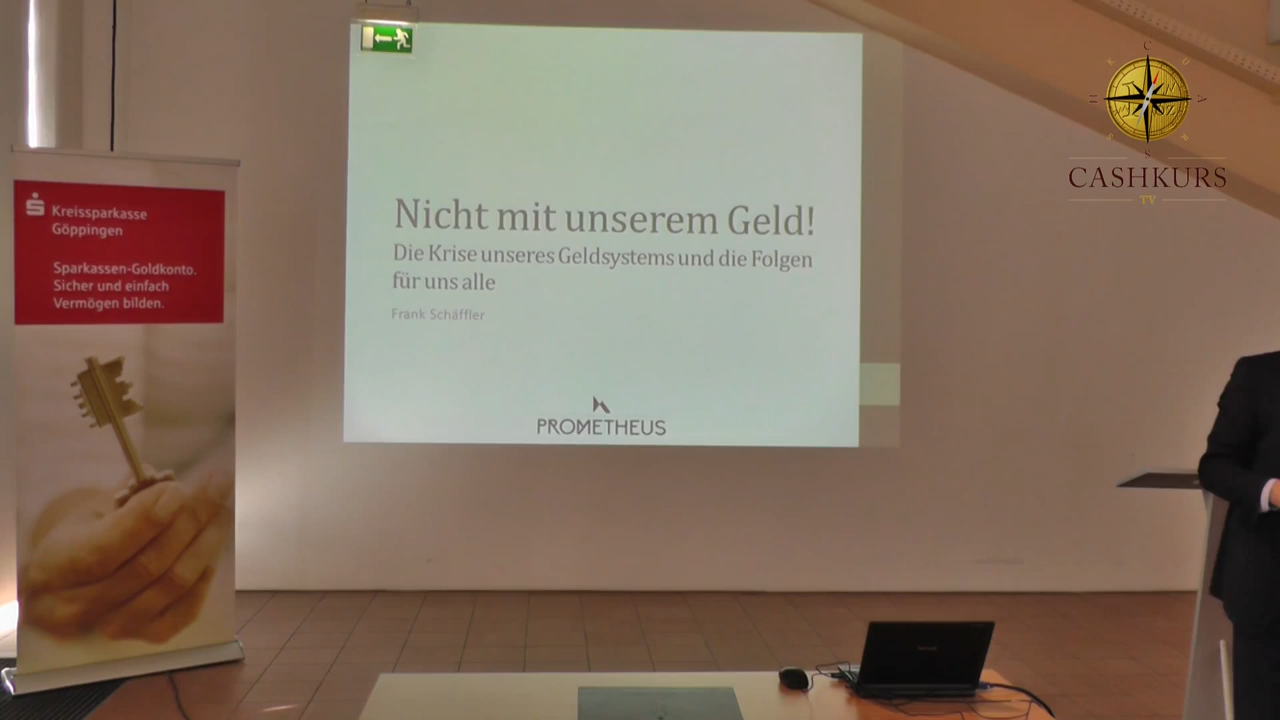 Kreissparkasse
Göppingen
Sparkassen-Goldkonto.
Sicher und einfach
Vermögen bilden.
Nicht mit unserem Geld!
Die Krise unseres Geldsystems und die Folgen
für uns alle
Frank Schäffler
PROMETHEUS
CASHKURS
TV